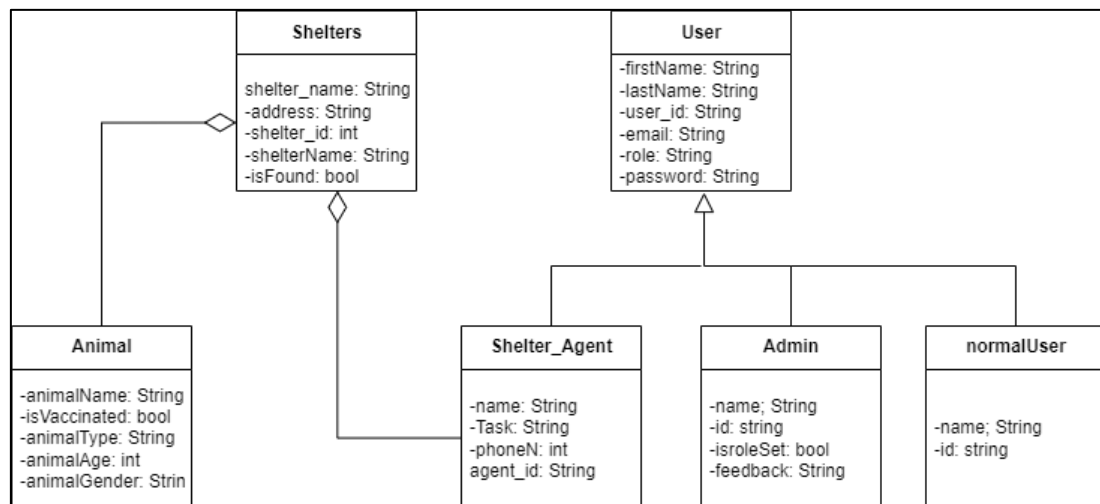 Shelters
shelter_name: String
-address: String
-shelter_id: int
-shelterName: String
-isFound: bool
User
-firstName: String
-lastName: String
-user_id: String
-email: String
-role: String
-password: String
Animal
-animalName: String
-isVaccinated: bool
-animalType: String
-animalAge: int
-animalGender: Strin
Shelter_Agent
-name: String
-Task: String
-phoneN: int
agent_id: String
Admin
-name; String
-id: string
-isroleSet: bool
-feedback: String
normalUser
-name; String
-id: string